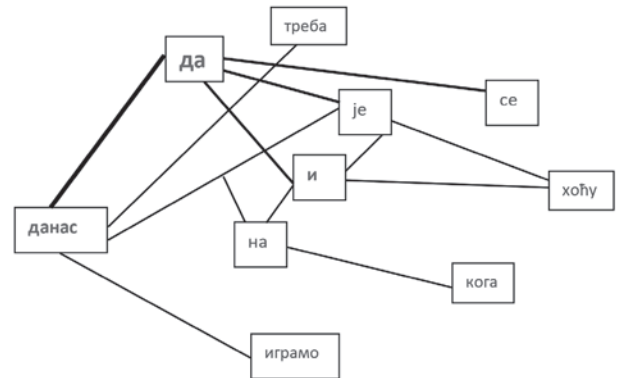 треба
да
се
је
и
хоћу
данас
на
кога
играмо